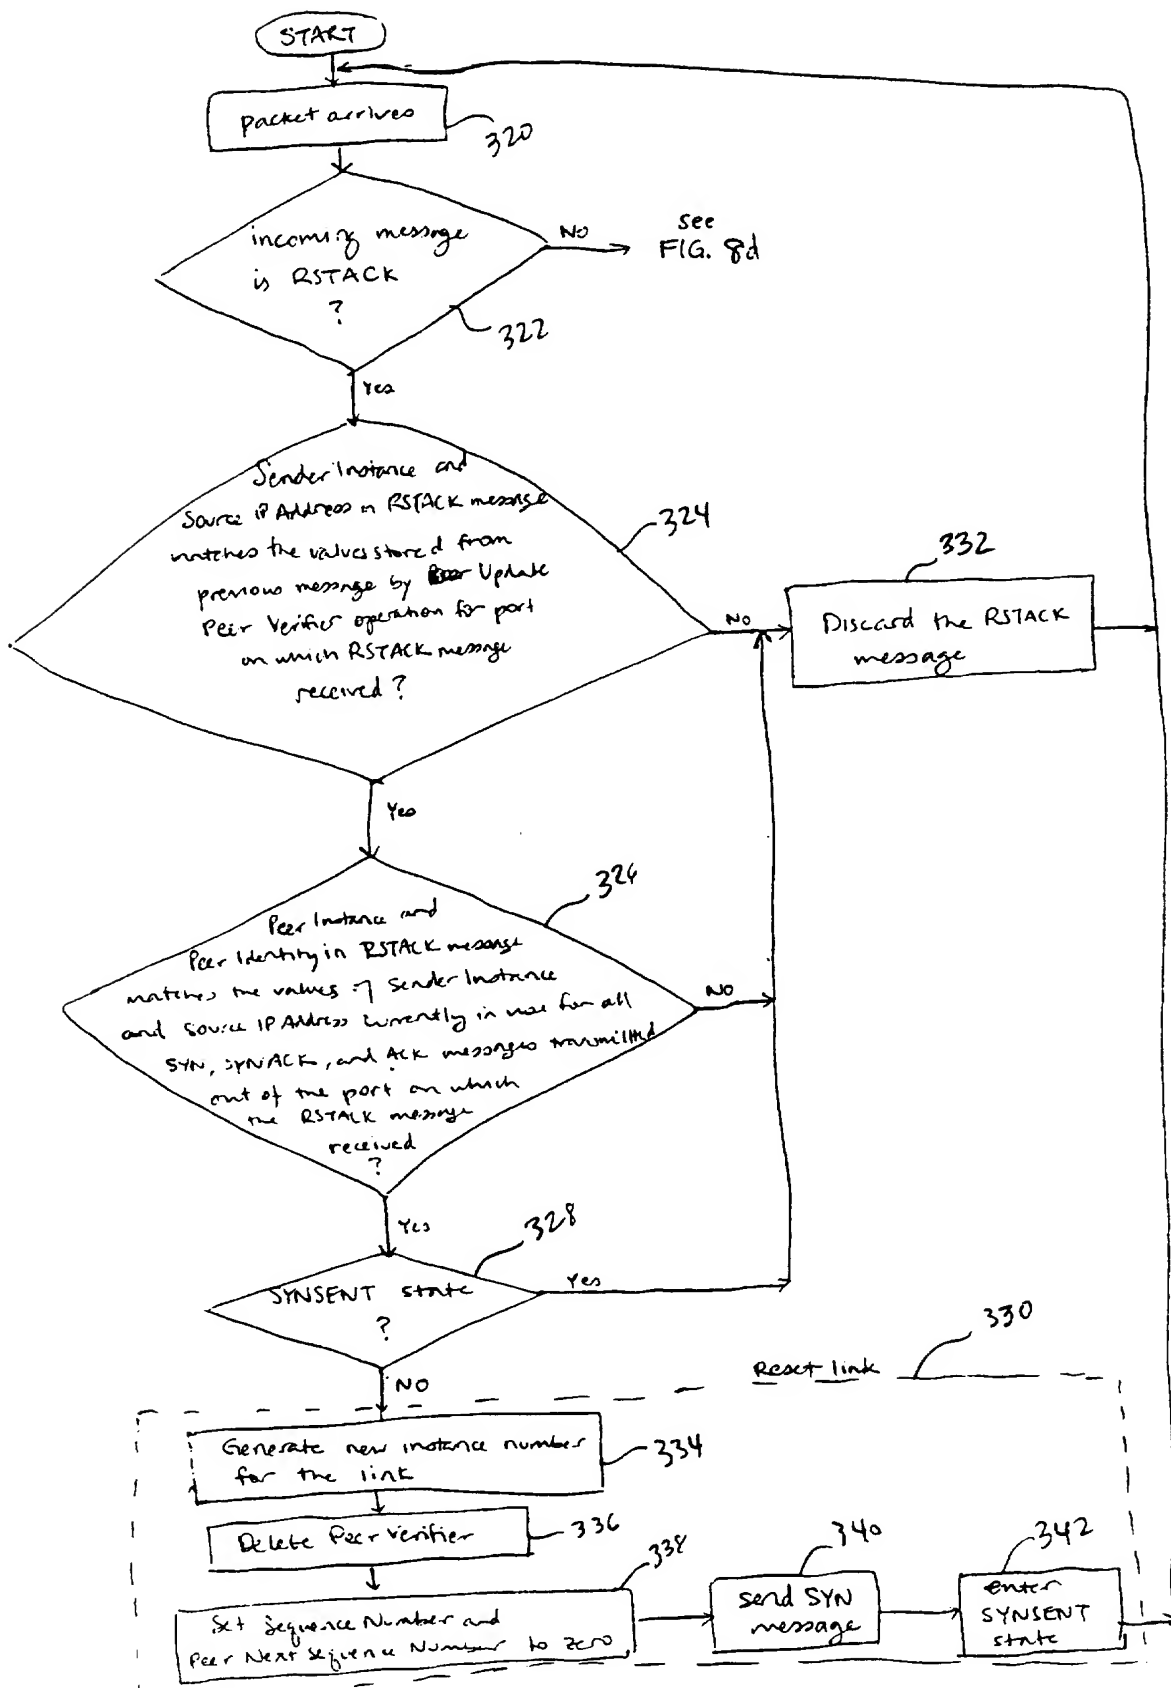 START
packet arrives
320
incoming message
is RSTACK
?
322
NO
see
FIG. 8d
Yes
Sender Instance and
Source IP Address in RSTACK message
matches the values stored from
previous message by Update
Peer Verifier operation for port
on which RSTACK message
received?
324
NO
332
Discard the RSTACK
message
Yes
Peer Instance and
Peer Identity in RSTACK message
matches the values of Sender Instance
and Source IP Address currently in use for all
SYN, SYNACK, and ACK messages transmitted
out of the port on which
the RSTACK message
received
?
326
NO
Yes
SYNSENT state
?
328
Yes
NO
Reset link
330
Generate new instance number
for the link
334
Delete Peer Verifier
336
Set Sequence Number and
Peer Next Sequence Number to zero
338
send SYN
message
340
enter
SYNSENT
state
342